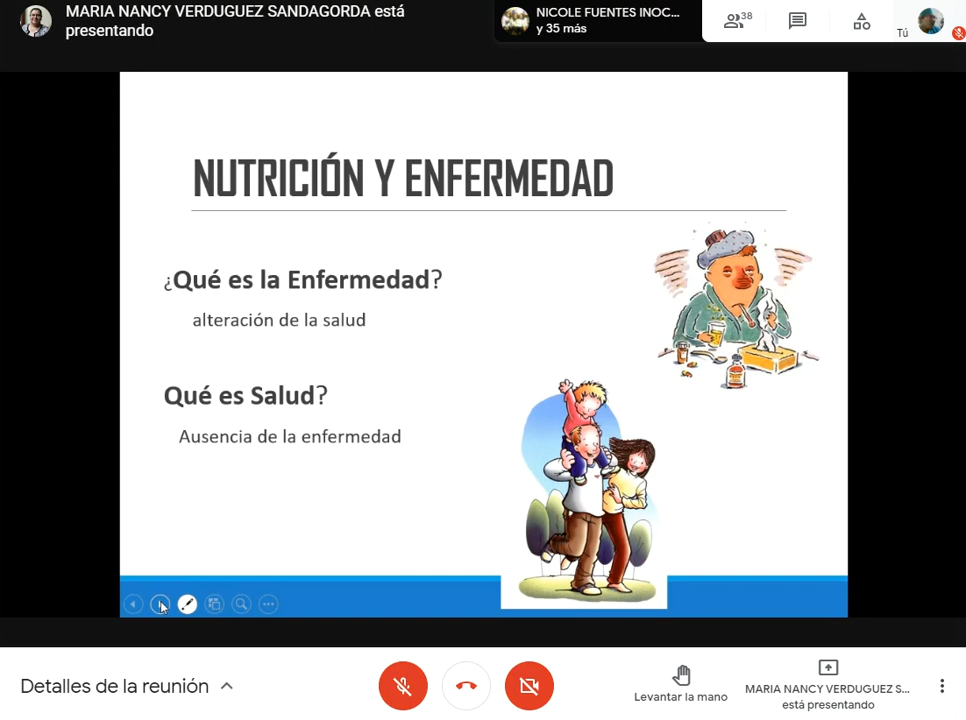 MARIA NANCY VERDUGUEZ SANDAGORDA está
presentando
NICOLE FUENTES INOC...
y 35 más
38
Tú
NUTRICIÓN Y ENFERMEDAD
¿Qué es la Enfermedad?
alteración de la salud
Qué es Salud?
Ausencia de la enfermedad
Detalles de la reunión
Levantar la mano
MARIA NANCY VERDUGUEZ S...
está presentando